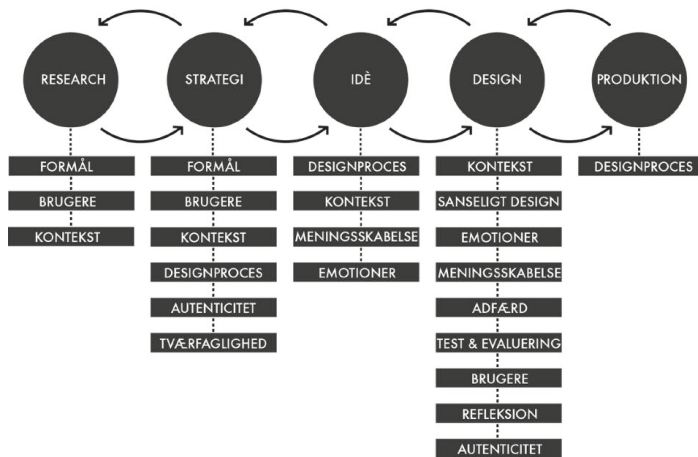 RESEARCH
STRATEGI
IDÈ
DESIGN
PRODUKTION
FORMÅL
BRUGERE
KONTEKST
FORMÅL
BRUGERE
KONTEKST
DESIGNPROCES
AUTENTICITET
TVÆRFAGLIGHED
DESIGNPROCES
KONTEKST
MENINGSSKABELSE
EMOTIONER
KONTEKST
SANSELIGT DESIGN
EMOTIONER
MENINGSSKABELSE
ADFÆRD
TEST & EVALUERING
BRUGERE
REFLEKSION
AUTENTICITET
DESIGNPROCES